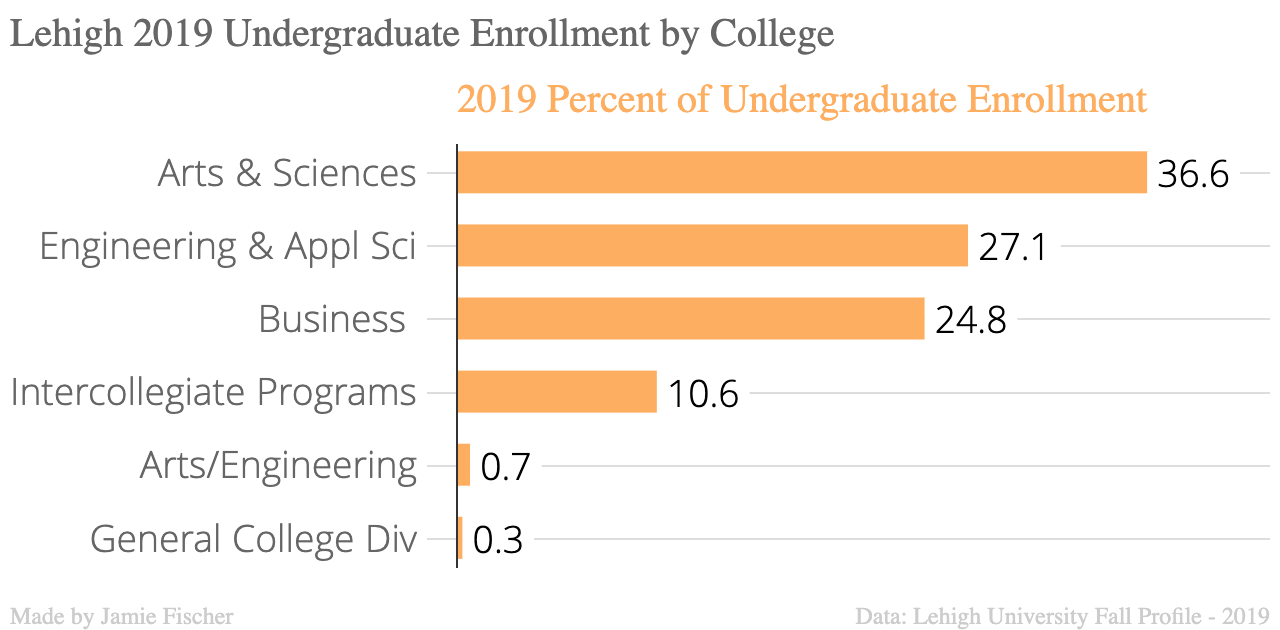 Lehigh 2019 Undergraduate Enrollment by College
2019 Percent of Undergraduate Enrollment
Arts & Sciences 36.6
Engineering & Appl Sci 27.1
Business 24.8
Intercollegiate Programs 10.6
Arts/Engineering 0.7
General College Div 0.3
Made by Jamie Fischer Data: Lehigh University Fall Profile - 2019